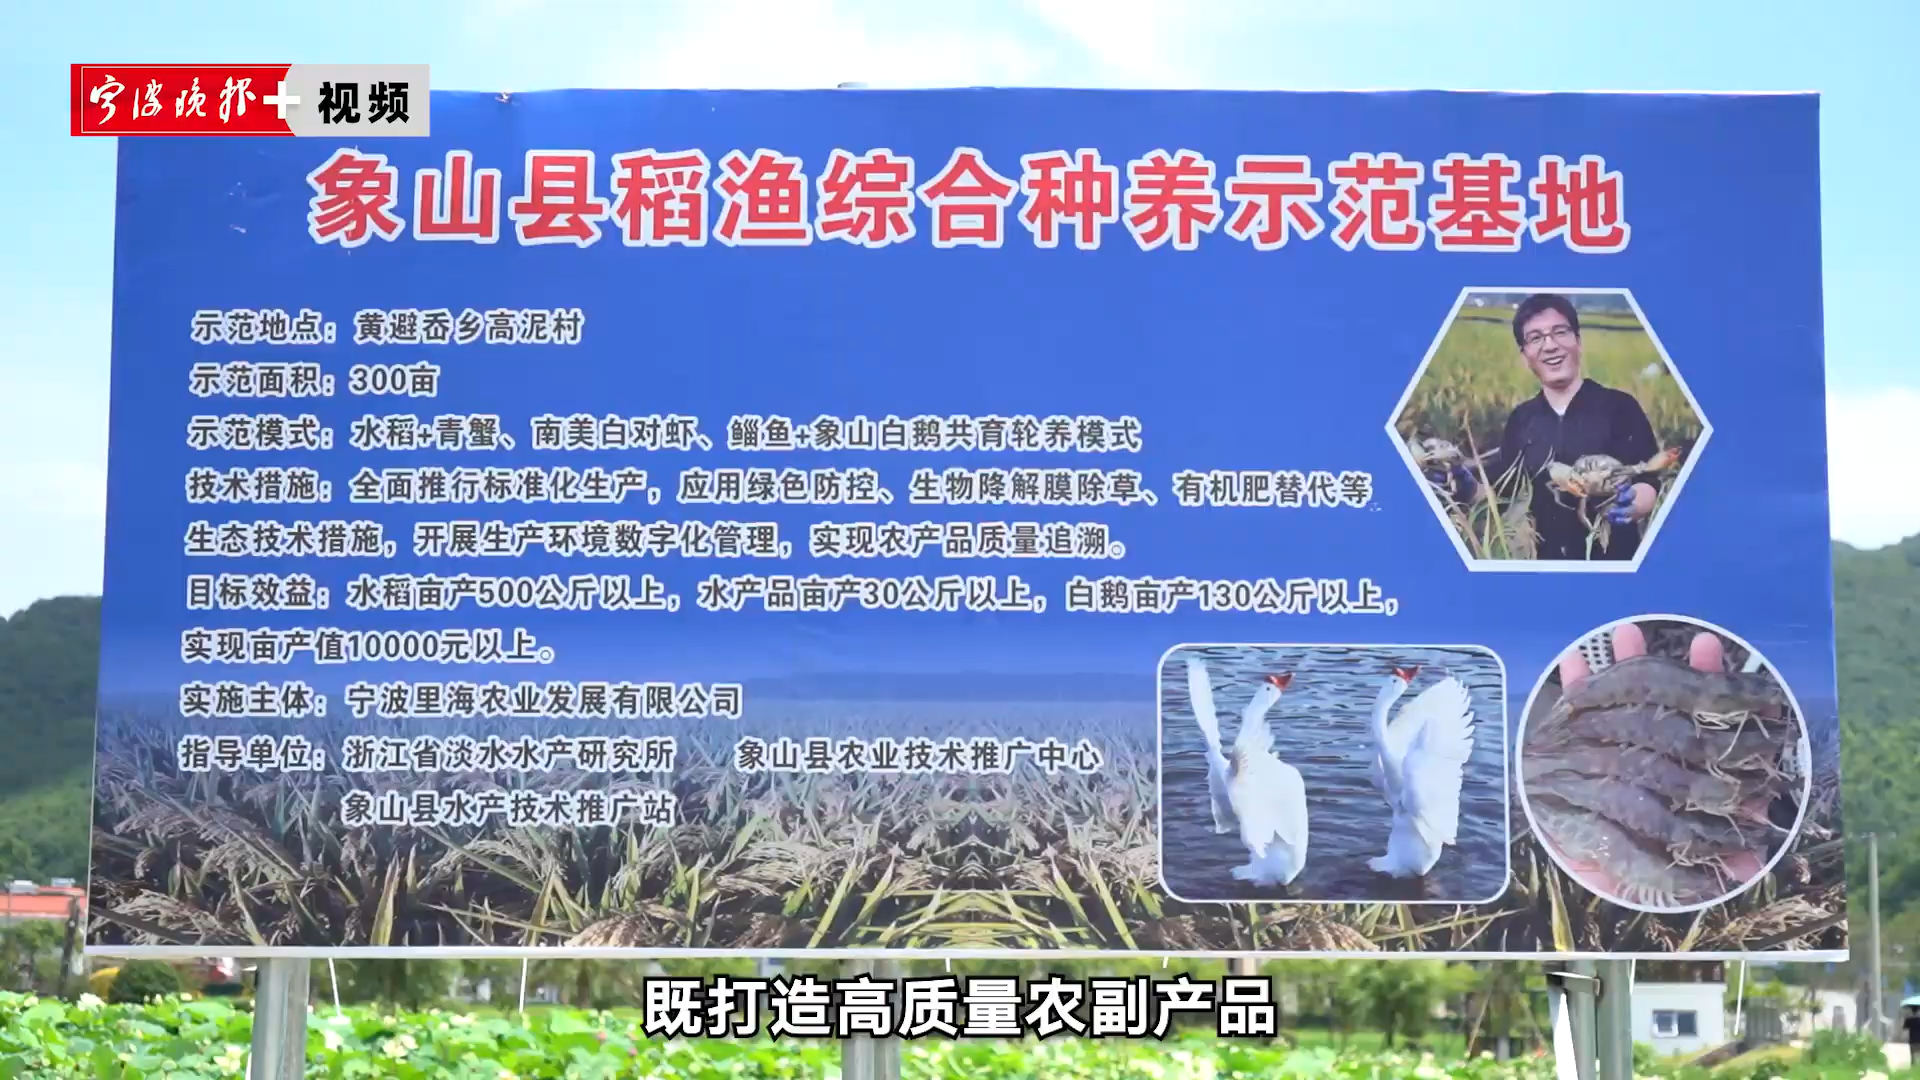 宁波晚报+视频
象山县稻渔综合种养示范基地
示范地点：黄避岙乡高泥村
示范面积：300亩
示范模式：水稻+青蟹、南美白对虾、鲻鱼+象山白鹅共育轮养模式
技术措施：全面推行标准化生产，应用绿色防控、生物降解膜除草、有机肥替代等
生态技术措施，开展生产环境数字化管理，实现农产品质量追溯。
目标效益：水稻亩产500公斤以上，水产品亩产30公斤以上，白鹅亩产130公斤以上，
实现亩产值10000元以上。
实施主体：宁波里海农业发展有限公司
指导单位：浙江省淡水水产研究所 象山县农业技术推广中心
象山县水产技术推广站
既打造高质量农副产品